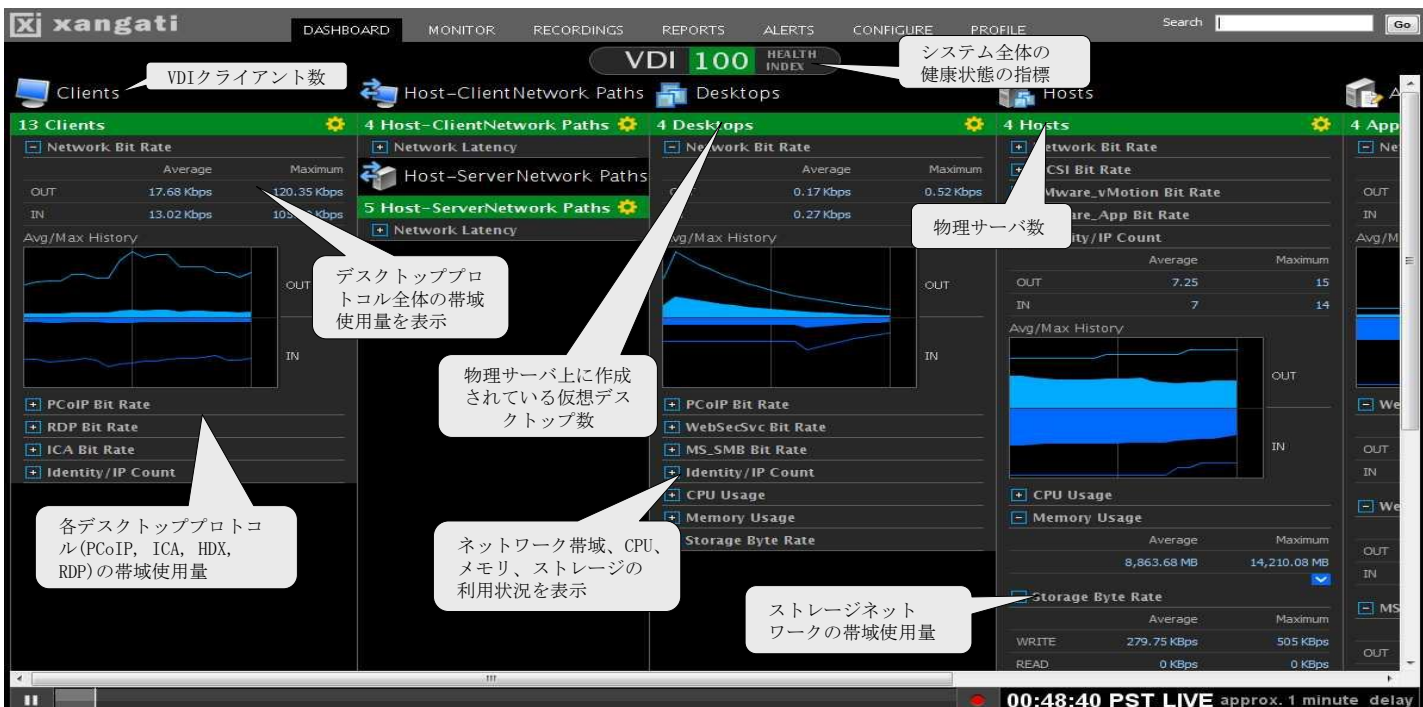 xangati
DASHBOARD
MONITOR
RECORDINGS
REPORTS
ALERTS
CONFIGURE
PROFILE
Search
Go
VDI 100 HEALTH
INDEX
システム全体の
健康状態の指標
VDIクライアント数
Clients
Host-ClientNetwork Paths
Desktops
Hosts
13 Clients
Network Bit Rate
Average Maximum
OUT 17.68 Kbps 120.35 Kbps
IN 13.02 Kbps
Avg/Max History
OUT
IN
PCoIP Bit Rate
RDP Bit Rate
ICA Bit Rate
Identity/IP Count
各デスクトッププロトコ
ル(PCoIP, ICA, HDX,
RDP)の帯域使用量
4 Host-ClientNetwork Paths
Network Latency
Host-ServerNetwork Paths
5 Host-ServerNetwork Paths
Network Latency
デスクトッププロ
トコル全体の帯域
使用量を表示
4 Desktops
Network Bit Rate
Average Maximum
0.17 Kbps 0.52 Kbps
0.27 Kbps
Avg/Max History
OUT
IN
物理サーバ上に作成
されている仮想デス
クトップ数
PCoIP Bit Rate
WebSecSvc Bit Rate
MS_SMB Bit Rate
Identity/IP Count
CPU Usage
Memory Usage
Storage Byte Rate
ネットワーク帯域、CPU、
メモリ、ストレージの
利用状況を表示
4 Hosts
Network Bit Rate
Bit Rate
Bit Rate
Bit Rate
/IP Count
物理サーバ数
Average Maximum
OUT 7.25 15
IN 7 14
Avg/Max History
OUT
IN
CPU Usage
Memory Usage
Average Maximum
8,863.68 MB 14,210.08 MB
Storage Byte Rate
Average Maximum
WRITE 279.75 KBps 505 KBps
READ 0 KBps 0 KBps
ストレージネット
ワークの帯域使用量
4 App
OUT
IN
OUT
IN
OUT
IN
OUT
00:48:40 PST LIVE approx. 1 minute delay